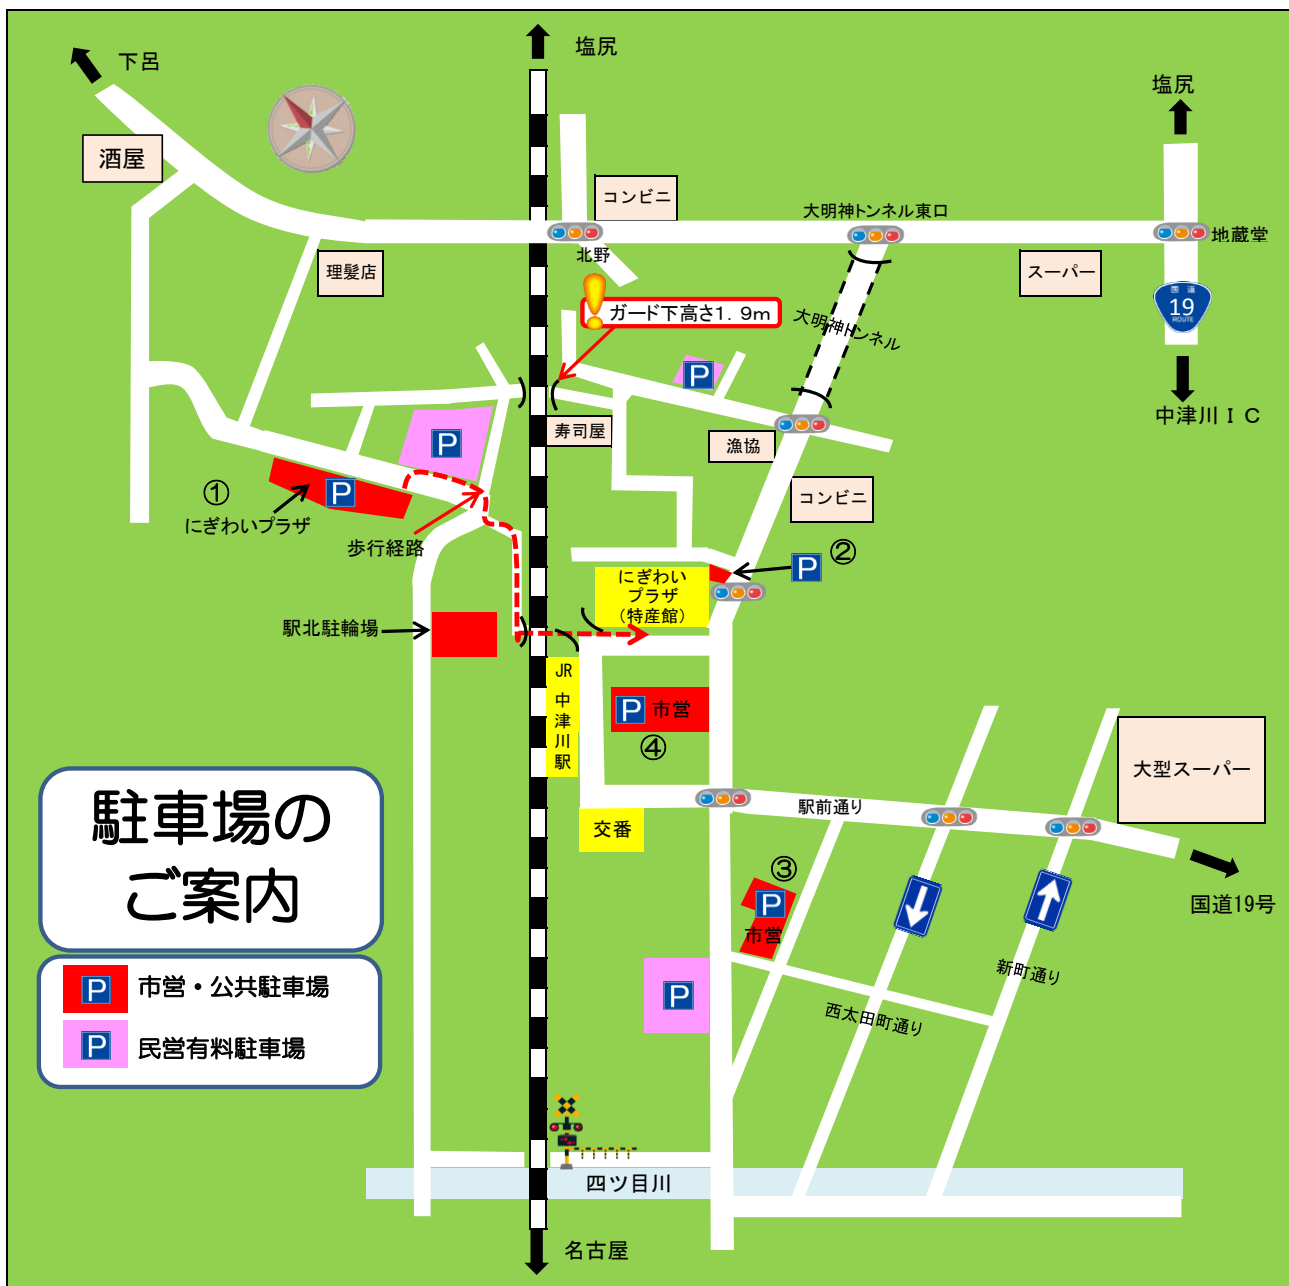 下呂
塩尻
塩尻
酒屋
コンビニ
大明神トンネル東口
地蔵堂
北野
理髪店
スーパー
国道
19
ROUTE
ガード下高さ1.9m
大明神トンネル
P
中津川IC
寿司屋
P
漁協
①
P
コンビニ
にぎわいプラザ
歩行経路
②
P
にぎわい
プラザ
(特産館)
駅北駐輪場
JR
中
津
川
駅
P 市営
④
大型スーパー
駐車場の
ご案内
駅前通り
交番
③
P
市営
国道19号
新町通り
P 市営・公共駐車場
P
西太田町通り
P 民営有料駐車場
四ツ目川
名古屋